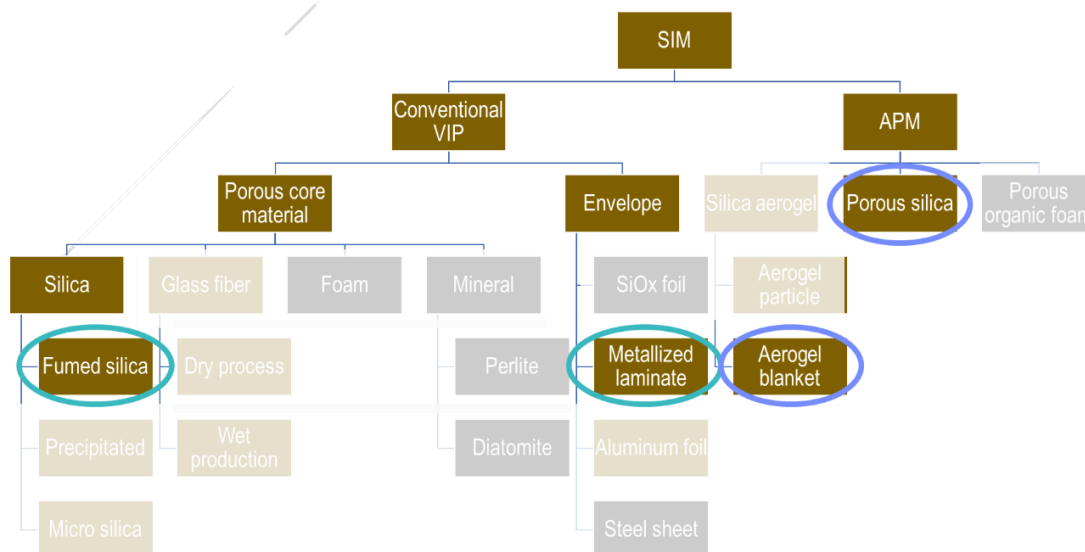 SIM
Conventional
VIP
APM
Porous core
material
Envelope
Silica aerogel
Porous silica
Porous
organic foam
Silica
Glass fiber
Foam
Mineral
SiOx foil
Aerogel
particle
Fumed silica
Dry process
Perlite
Metallized
laminate
Aerogel
blanket
Precipitated
Wet
production
Diatomite
Aluminum foil
Micro silica
Steel sheet